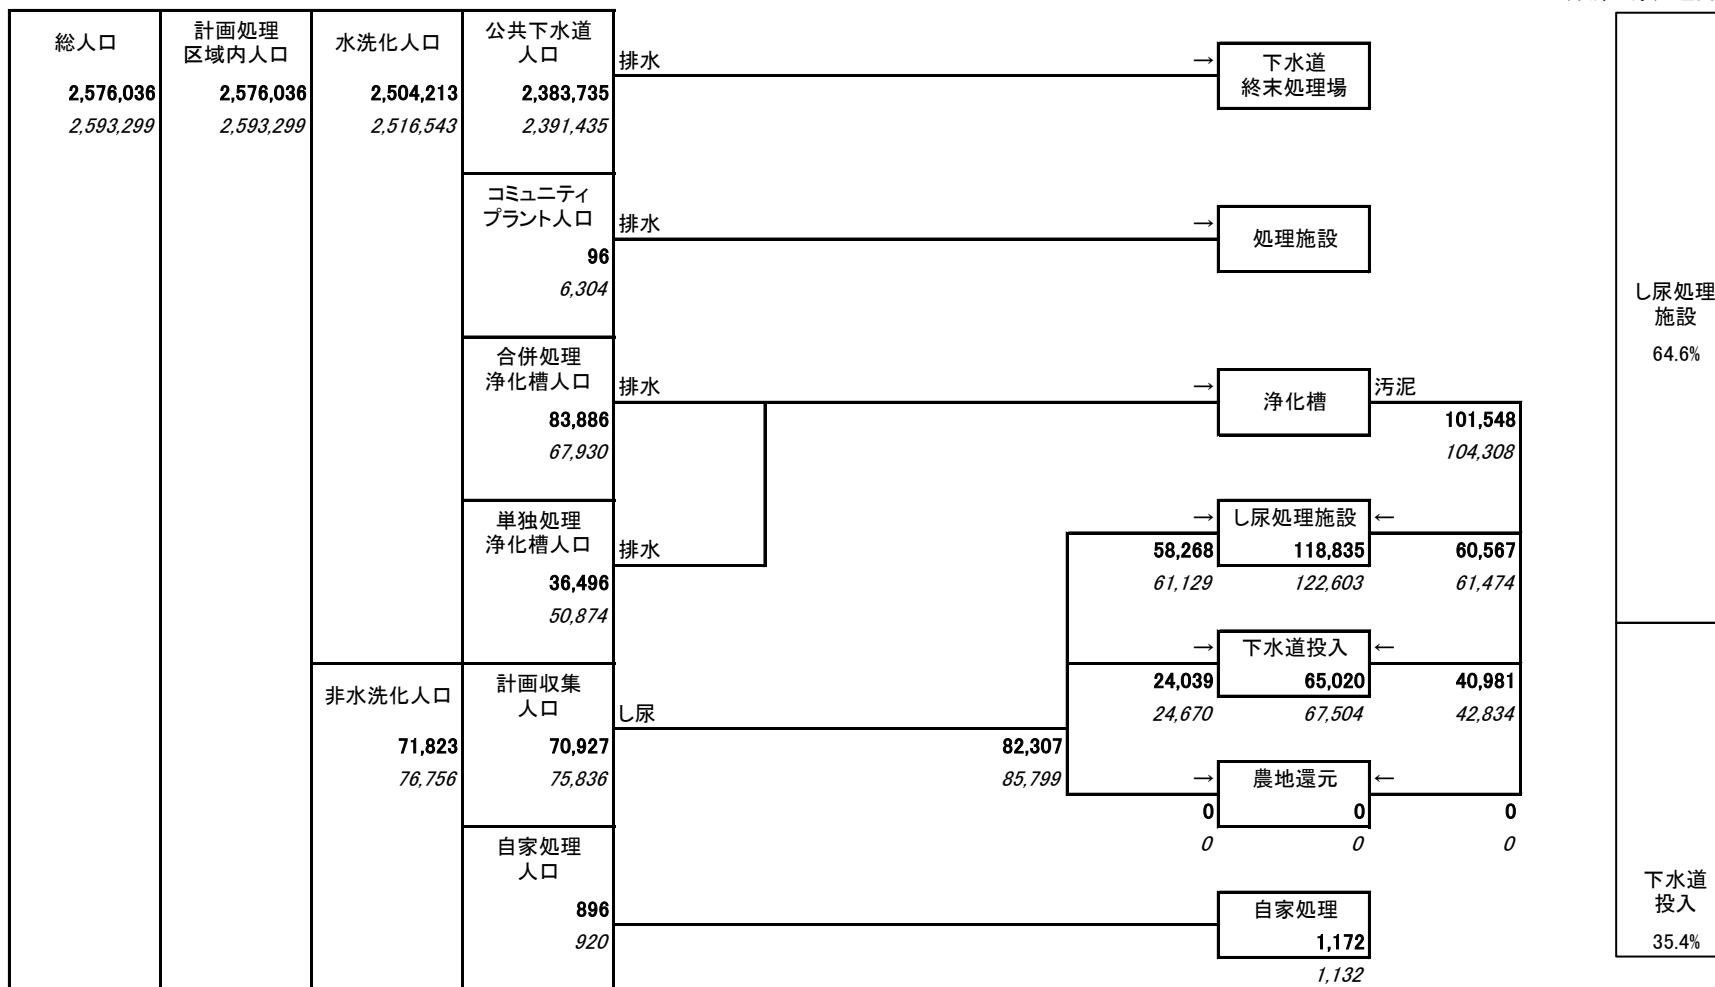 総人口
2,576,036
2,593,299
計画処理
区域内人口
2,576,036
2,593,299
水洗化人口
2,504,213
2,516,543
公共下水道
人口
2,383,735
2,391,435
排水
→
下水道
終末処理場
コミュニティ
プラント人口
96
6,304
排水
→
処理施設
合併処理
浄化槽人口
83,886
67,930
排水
→
浄化槽
汚泥
101,548
104,308
単独処理
浄化槽人口
36,496
50,874
排水
→
し尿処理施設
←
58,268
118,835
60,567
61,129
122,603
61,474
→
下水道投入
←
24,039
65,020
40,981
24,670
67,504
42,834
非水洗化人口
71,823
76,756
計画収集
人口
70,927
75,836
し尿
82,307
85,799
→
農地還元
←
0
0
0
0
0
0
自家処理
人口
896
920
自家処理
1,172
1,132
し尿処理
施設
64.6%
下水道
投入
35.4%